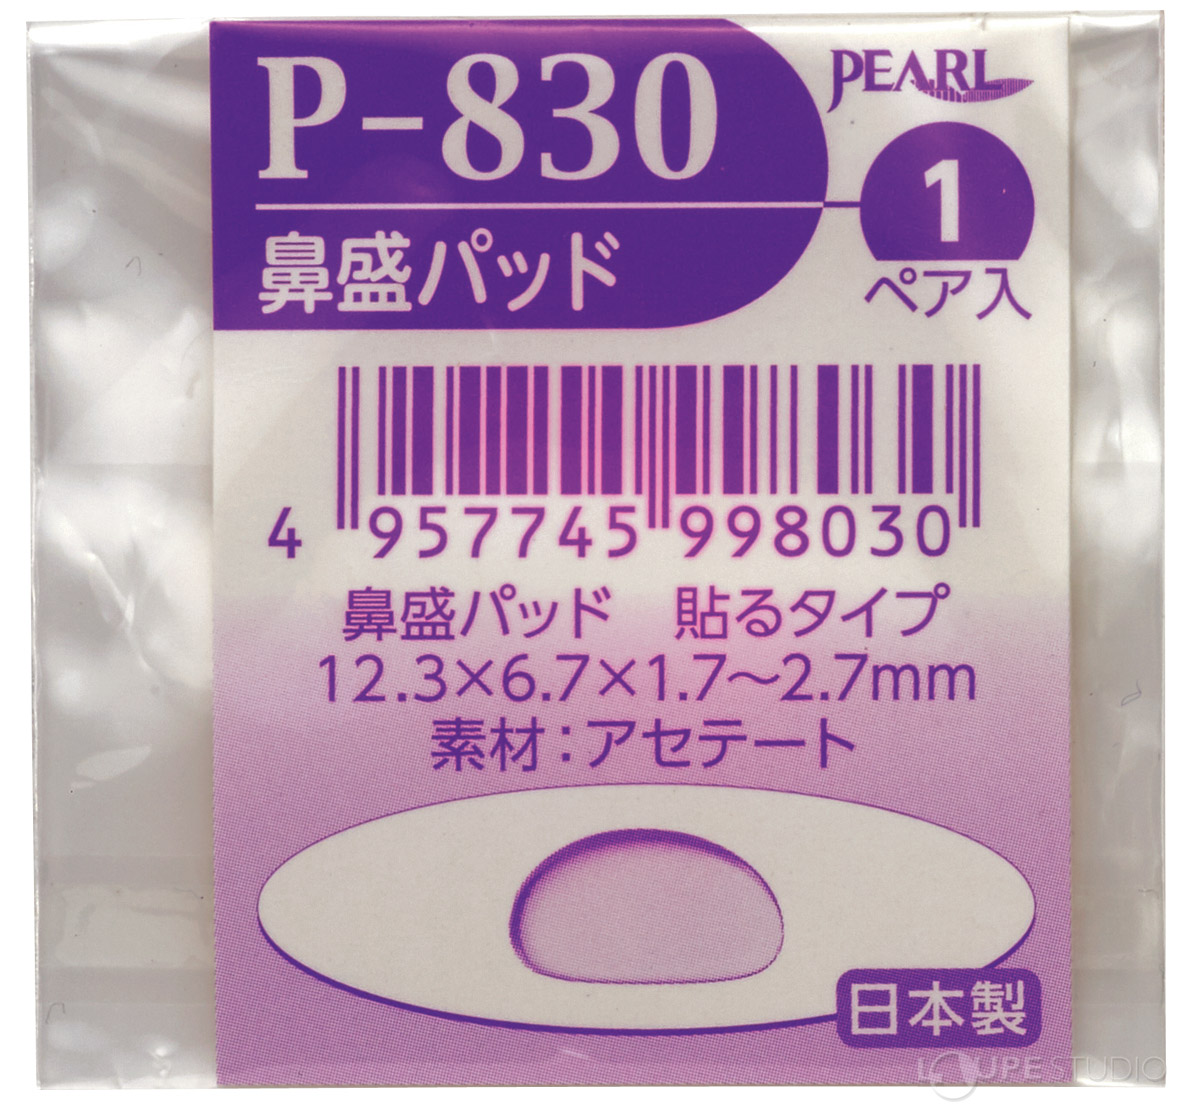 P-830
PEARL
1
鼻盛パッド
ペア入
4 957745 998030
鼻盛パッド　貼るタイプ
12.3×6.7×1.7～2.7mm
素材：アセテート
日本製
LOUPE STUDIO